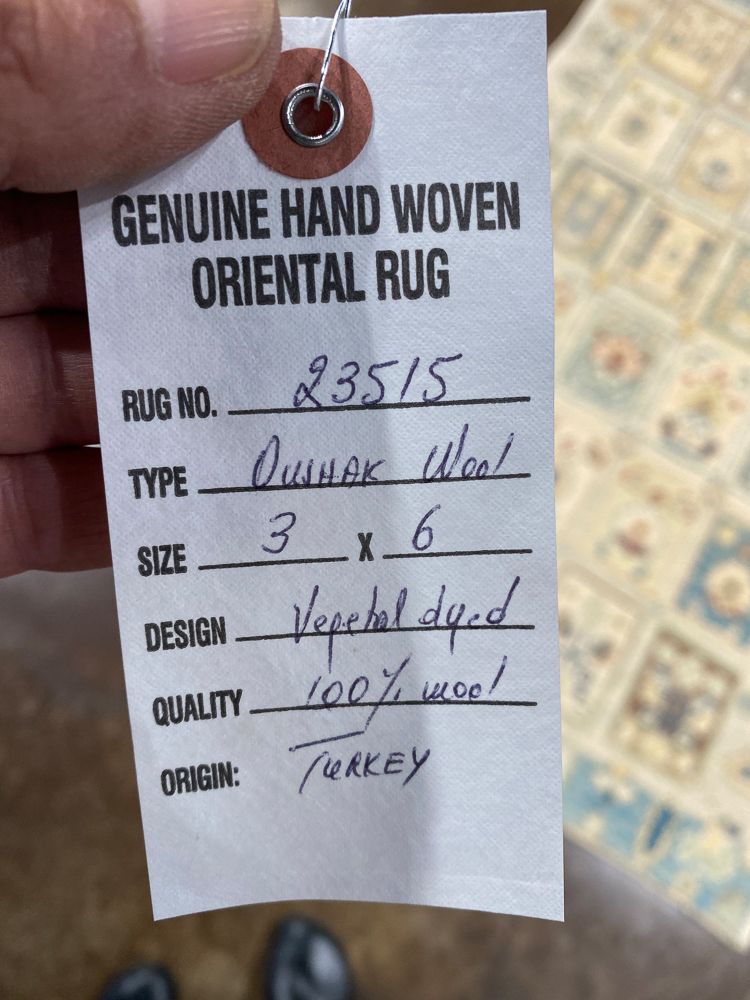 GENUINE HAND WOVEN
ORIENTAL RUG
RUG NO. 23515
TYPE OUSHAK Wool
SIZE 3 X 6
DESIGN Vegetal dyed
QUALITY 100% wool
ORIGIN: TURKEY